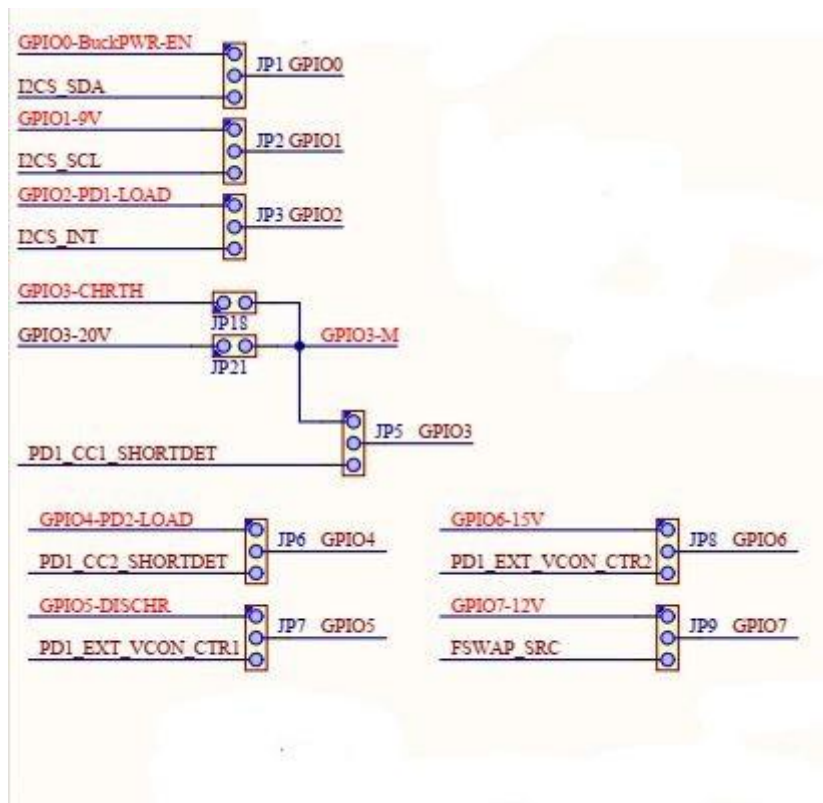 GPIO0-BuckPWR-EN
JP1 GPIO0
I2CS_SDA
GPIO1-9V
JP2 GPIO1
I2CS_SCL
GPIO2-PD1-LOAD
JP3 GPIO2
I2CS_INT
GPIO3-CHRTH
JP18
GPIO3-20V
GPIO3-M
JP21
JP5 GPIO3
PD1_CC1_SHORTDET
GPIO4-PD2-LOAD
JP6 GPIO4
PD1_CC2_SHORTDET
GPIO5-DISCHR
JP7 GPIO5
PD1_EXT_VCON_CTR1
GPIO6-15V
JP8 GPIO6
PD1_EXT_VCON_CTR2
GPIO7-12V
JP9 GPIO7
FSWAP_SRC